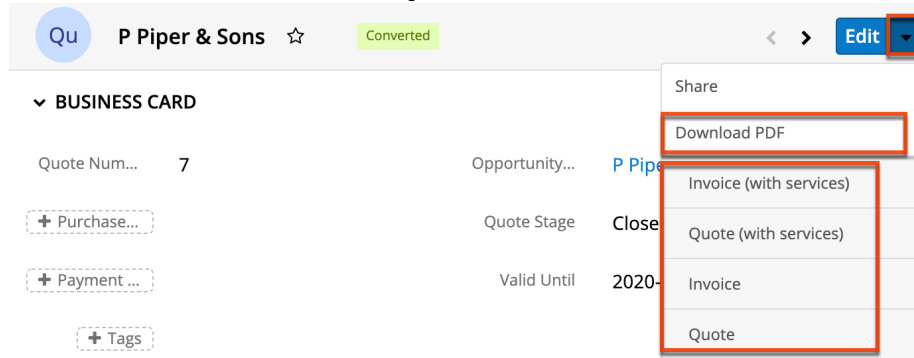 Qu P Piper & Sons Converted Edit
Share
BUSINESS CARD
Download PDF
Quote Num... 7 Opportunity... P Pipe
Invoice (with services)
Purchase... Quote Stage Close
Quote (with services)
Payment ... Valid Until 2020-
Invoice
Tags
Quote